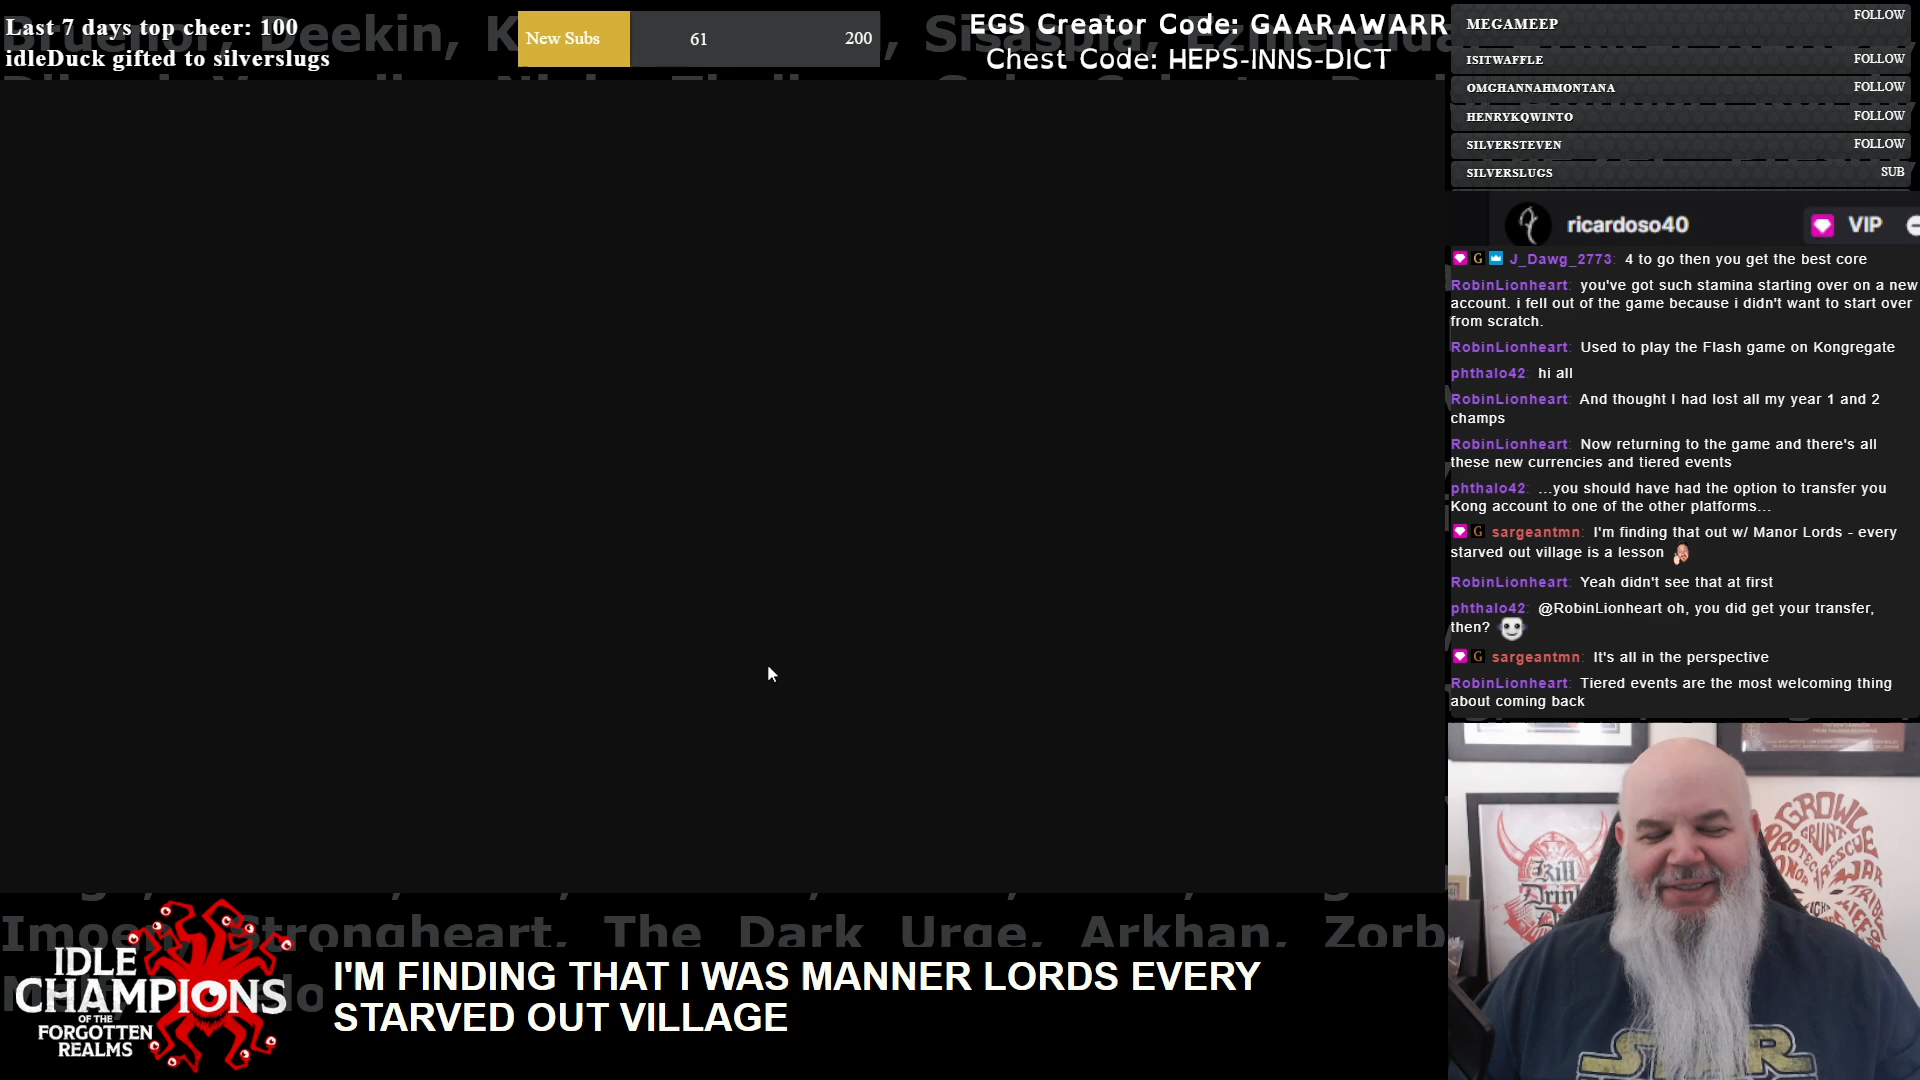 Last 7 days top cheer: 100
idleDuck gifted to silverslugs
New Subs 61 200
EGS Creator Code: GAARAWARR
Chest Code: HEPS-INNS-DICT
MEGAMEEP FOLLOW
ISITWAFFLE FOLLOW
OMGHANNAHMONTANA FOLLOW
HENRYKQWINTO FOLLOW
SILVERSTEVEN FOLLOW
SILVERSLUGS SUB
ricardoso40 VIP
J_Dawg_2773: 4 to go then you get the best core
RobinLionheart: you've got such stamina starting over on a new
account. i fell out of the game because i didn't want to start over
from scratch.
RobinLionheart: Used to play the Flash game on Kongregate
phthalo42: hi all
RobinLionheart: And thought I had lost all my year 1 and 2
champs
RobinLionheart: Now returning to the game and there's all
these new currencies and tiered events
phthalo42: ...you should have had the option to transfer you
Kong account to one of the other platforms...
sargeantmn: I'm finding that out w/ Manor Lords - every
starved out village is a lesson
RobinLionheart: Yeah didn't see that at first
phthalo42: @RobinLionheart oh, you did get your transfer,
then?
sargeantmn: It's all in the perspective
RobinLionheart: Tiered events are the most welcoming thing
about coming back
Strongheart, The Dark Urge, Arkhan, Zorb
IDLE
CHAMPIONS
OF THE
FORGOTTEN
REALMS
I'M FINDING THAT I WAS MANNER LORDS EVERY
STARVED OUT VILLAGE
GROWL
GRUNT
PROTEC
RESCUE
WAR
Kill
Drin
STAR